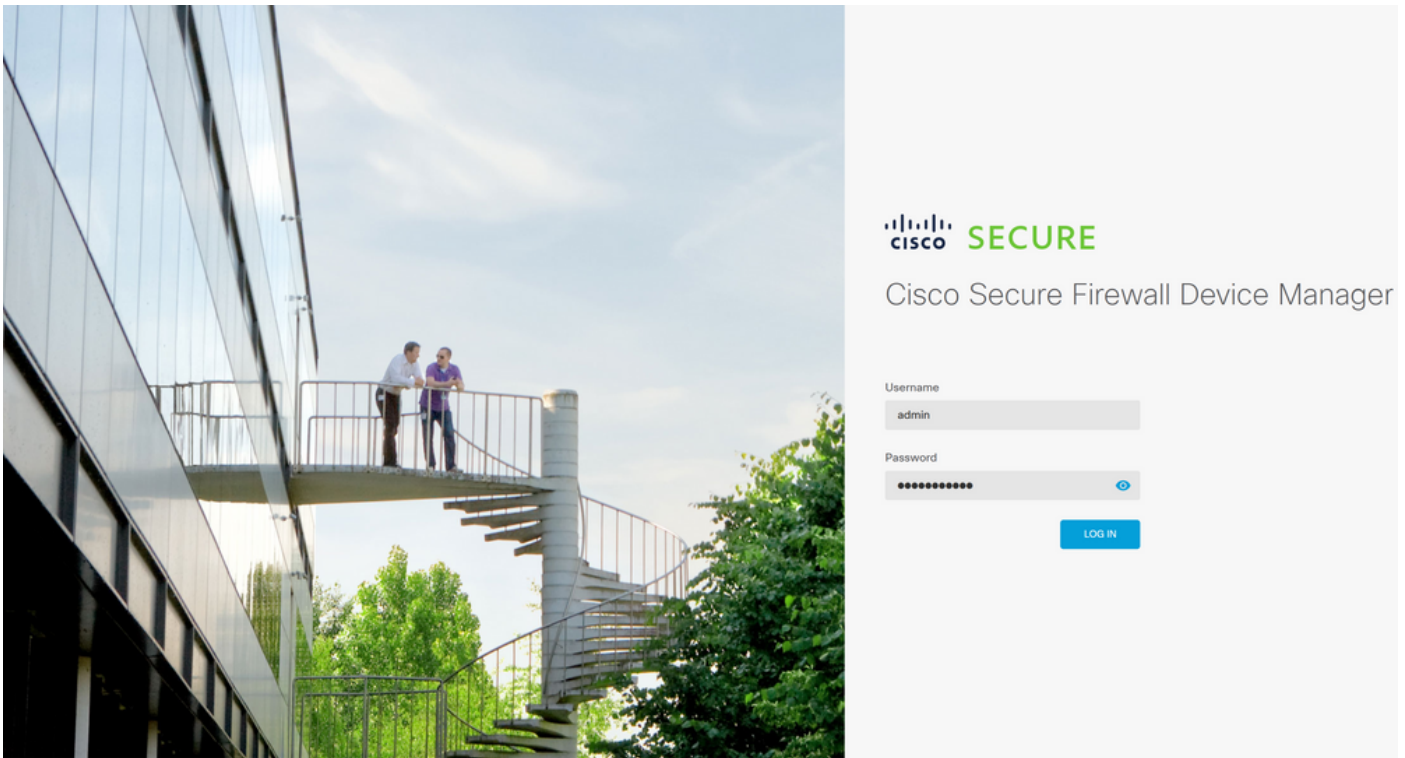 CISCO SECURE
Cisco Secure Firewall Device Manager
Username
admin
Password
•••••••••••
LOG IN